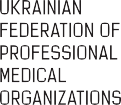 UKRAINIAN
FEDERATION OF
PROFESSIONAL
MEDICAL
ORGANIZATIONS